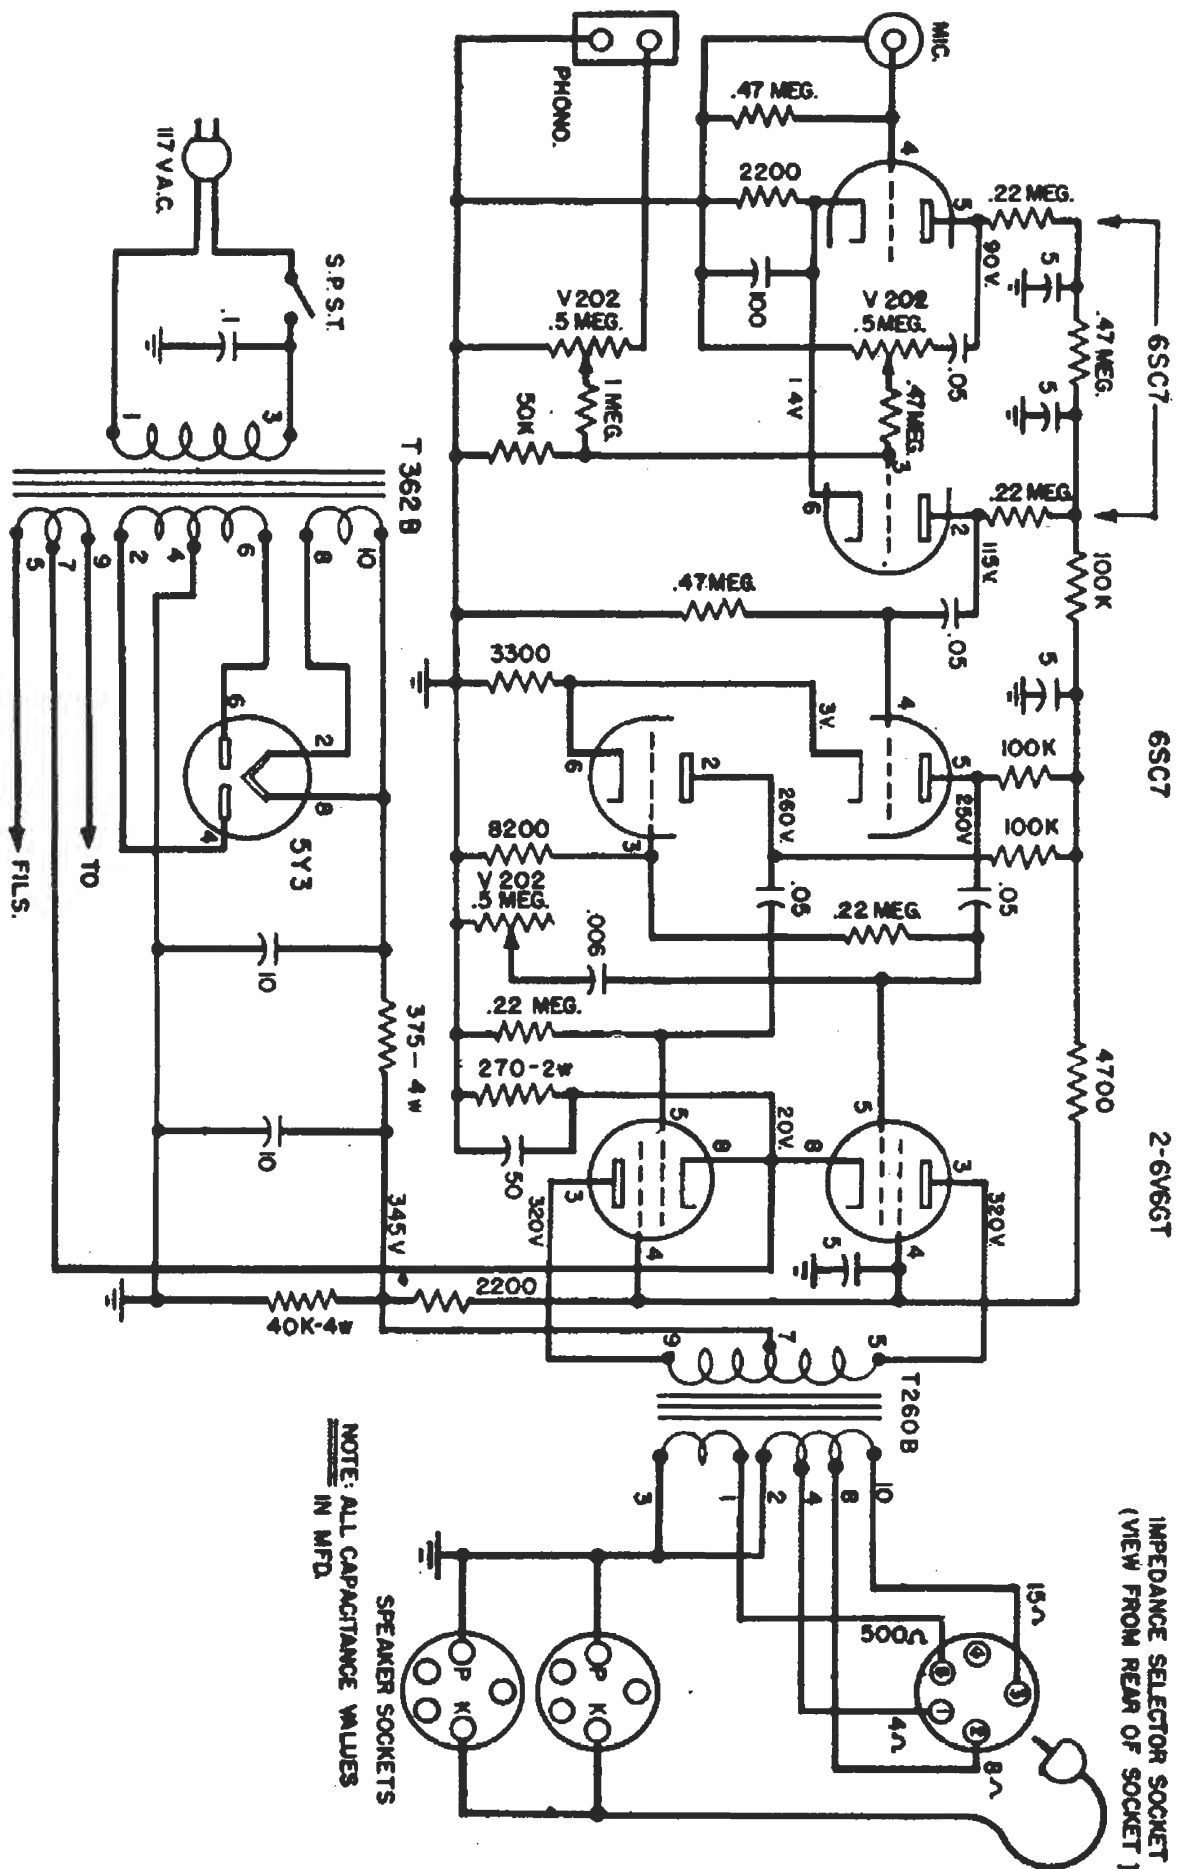 MIC.
PHONO.
.47 MEG.
2200
100
4
5
.22 MEG.
90V.
V 202
.5 MEG.
.05
.47 MEG.
3
V 202
.5 MEG.
1 MEG.
50K
5
.47 MEG.
5
6SC7
1 4V
6
2
.22 MEG.
115V
.47 MEG.
.05
100K
5
6SC7
3300
4
5
3V.
6
2
3
100K
250V
260V.
100K
8200
V 202
.5 MEG.
.006
.05
.05
.22 MEG.
.22 MEG.
270-2W
50
4700
2-6V6GT
5
3
8
4
320V.
20V.
5
8
3
4
320V
5
2200
345V
40K-4W
5
7
9
T260B
10
8
4
2
1
3
IMPEDANCE SELECTOR SOCKET
(VIEW FROM REAR OF SOCKET)
15Ω
500Ω
4Ω
8Ω
4
3
1
2
P
K
P
K
SPEAKER SOCKETS
NOTE: ALL CAPACITANCE VALUES
IN MFD.
117 V.A.C.
S.P.S.T.
.1
1
3
T 362 B
10
8
6
4
2
9
7
5
TO
FILS.
6
2
8
4
5Y3
10
375-4W
10